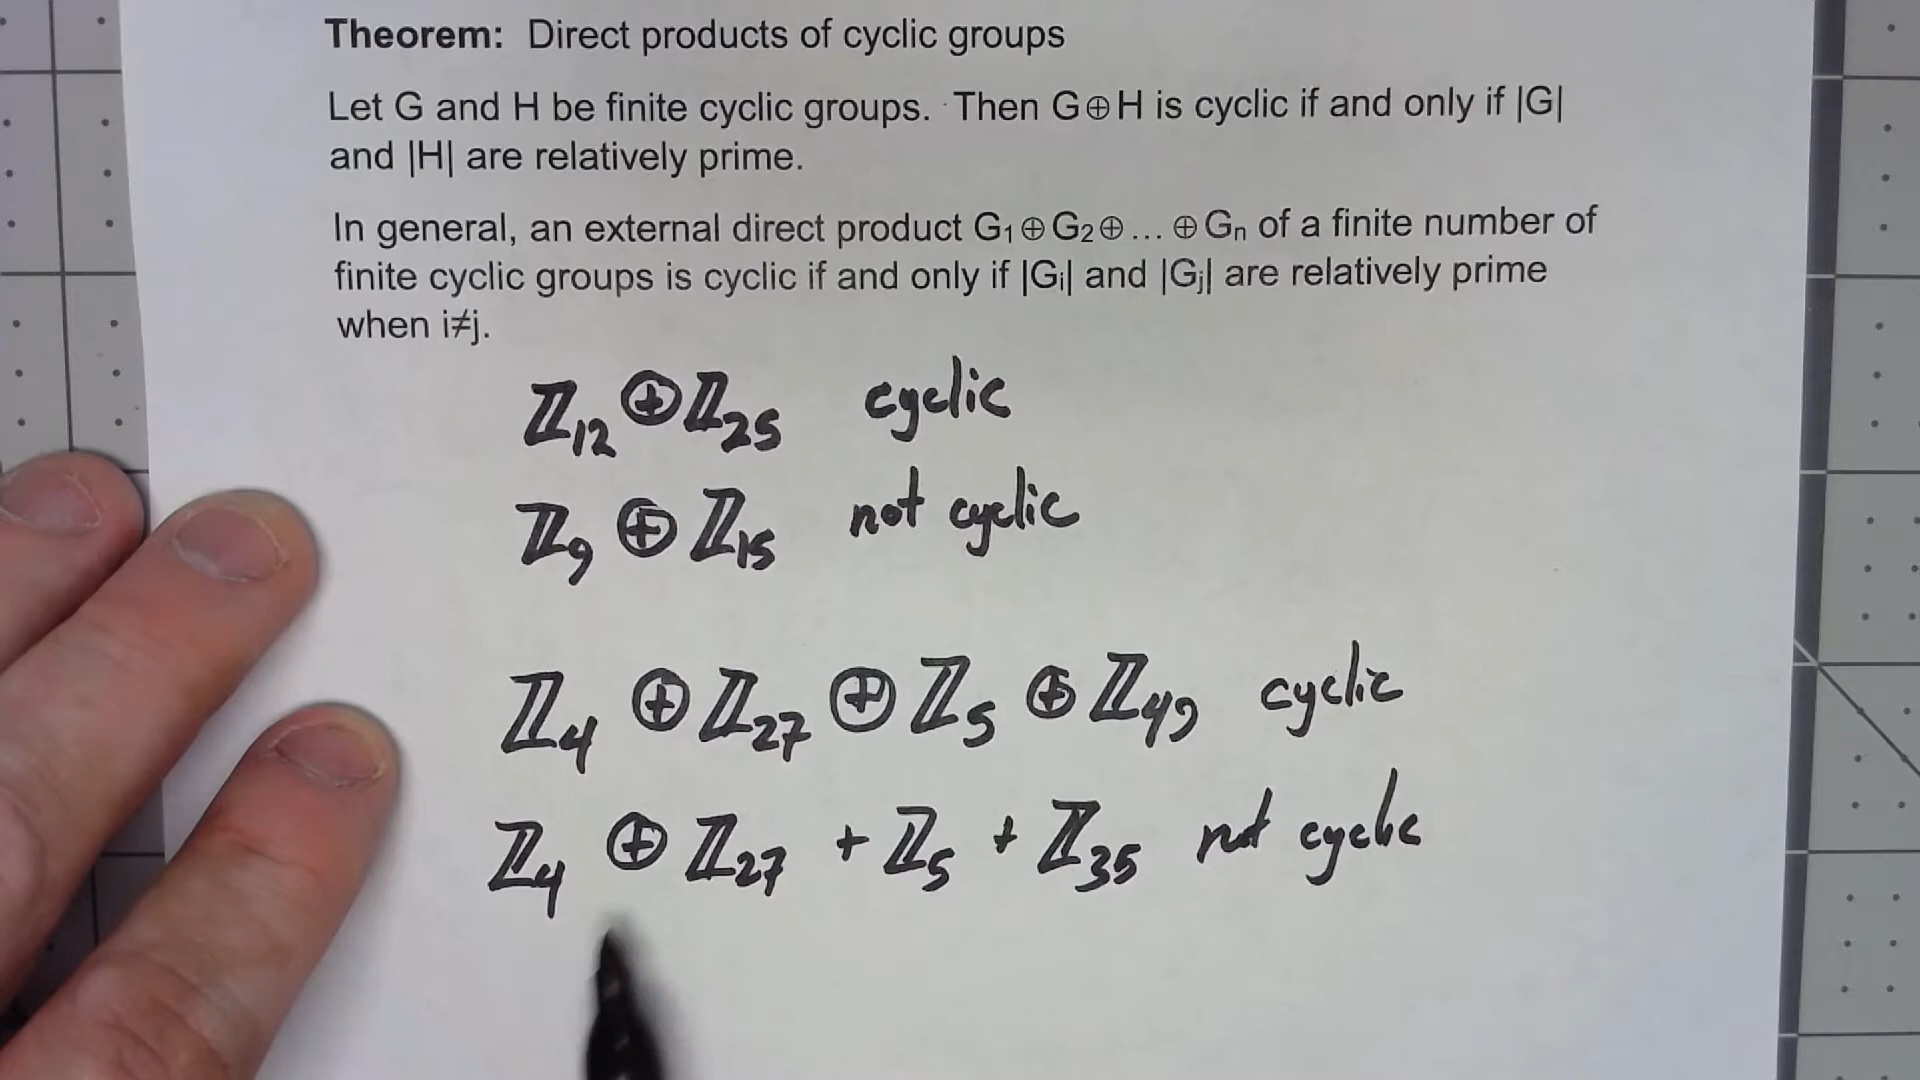 Theorem: Direct products of cyclic groups
Let G and H be finite cyclic groups. Then G⊕H is cyclic if and only if |G|
and |H| are relatively prime.
In general, an external direct product G₁⊕G₂⊕… ⊕Gₙ of a finite number of
finite cyclic groups is cyclic if and only if |Gᵢ| and |Gⱼ| are relatively prime
when i≠j.
ℤ₁₂ ⊕ ℤ₂₅ cyclic
ℤ₉ ⊕ ℤ₁₅ not cyclic
ℤ₄ ⊕ ℤ₂₇ ⊕ ℤ₅ ⊕ ℤ₄₉ cyclic
ℤ₄ ⊕ ℤ₂₇ + ℤ₅ + ℤ₃₅ not cyclic